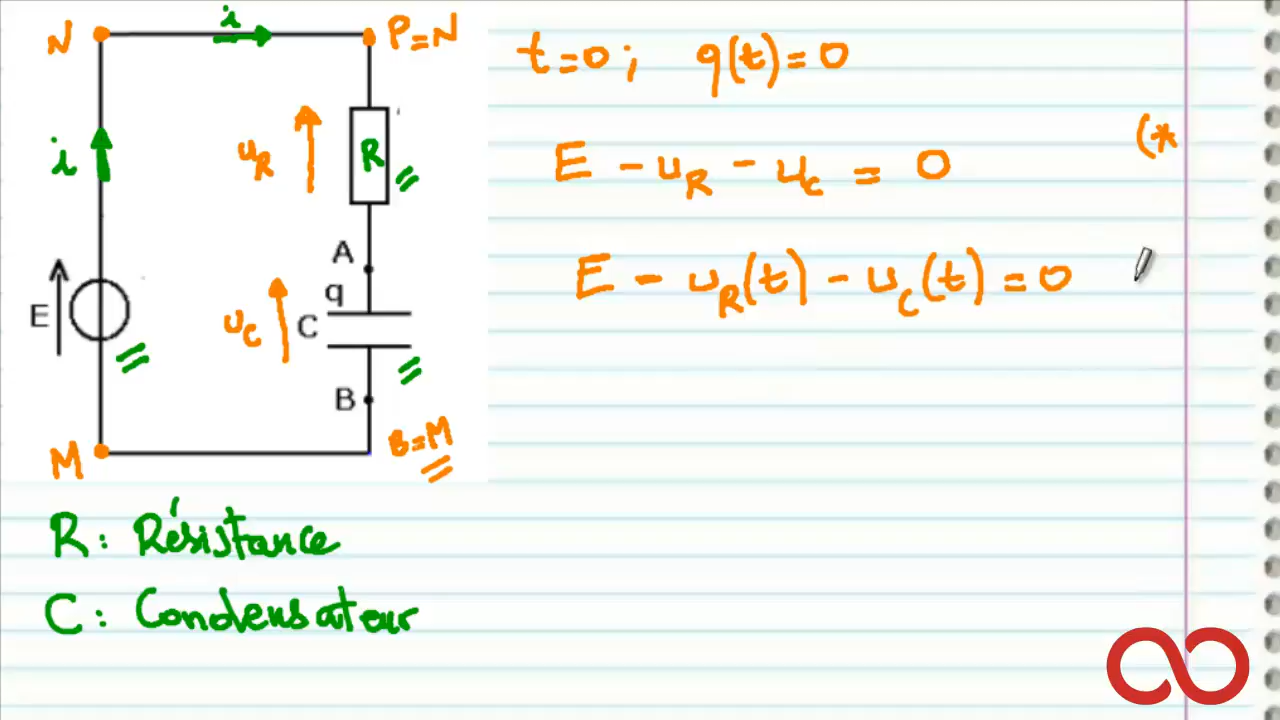 i
N
P=N
t=0 ; q(t)=0
(*
i
u_R
R
E - u_R - u_C = 0
A
q
E - u_R(t) - u_C(t) = 0
E
u_C
C
B
M
B=M
R : Résistance
C : Condensateur